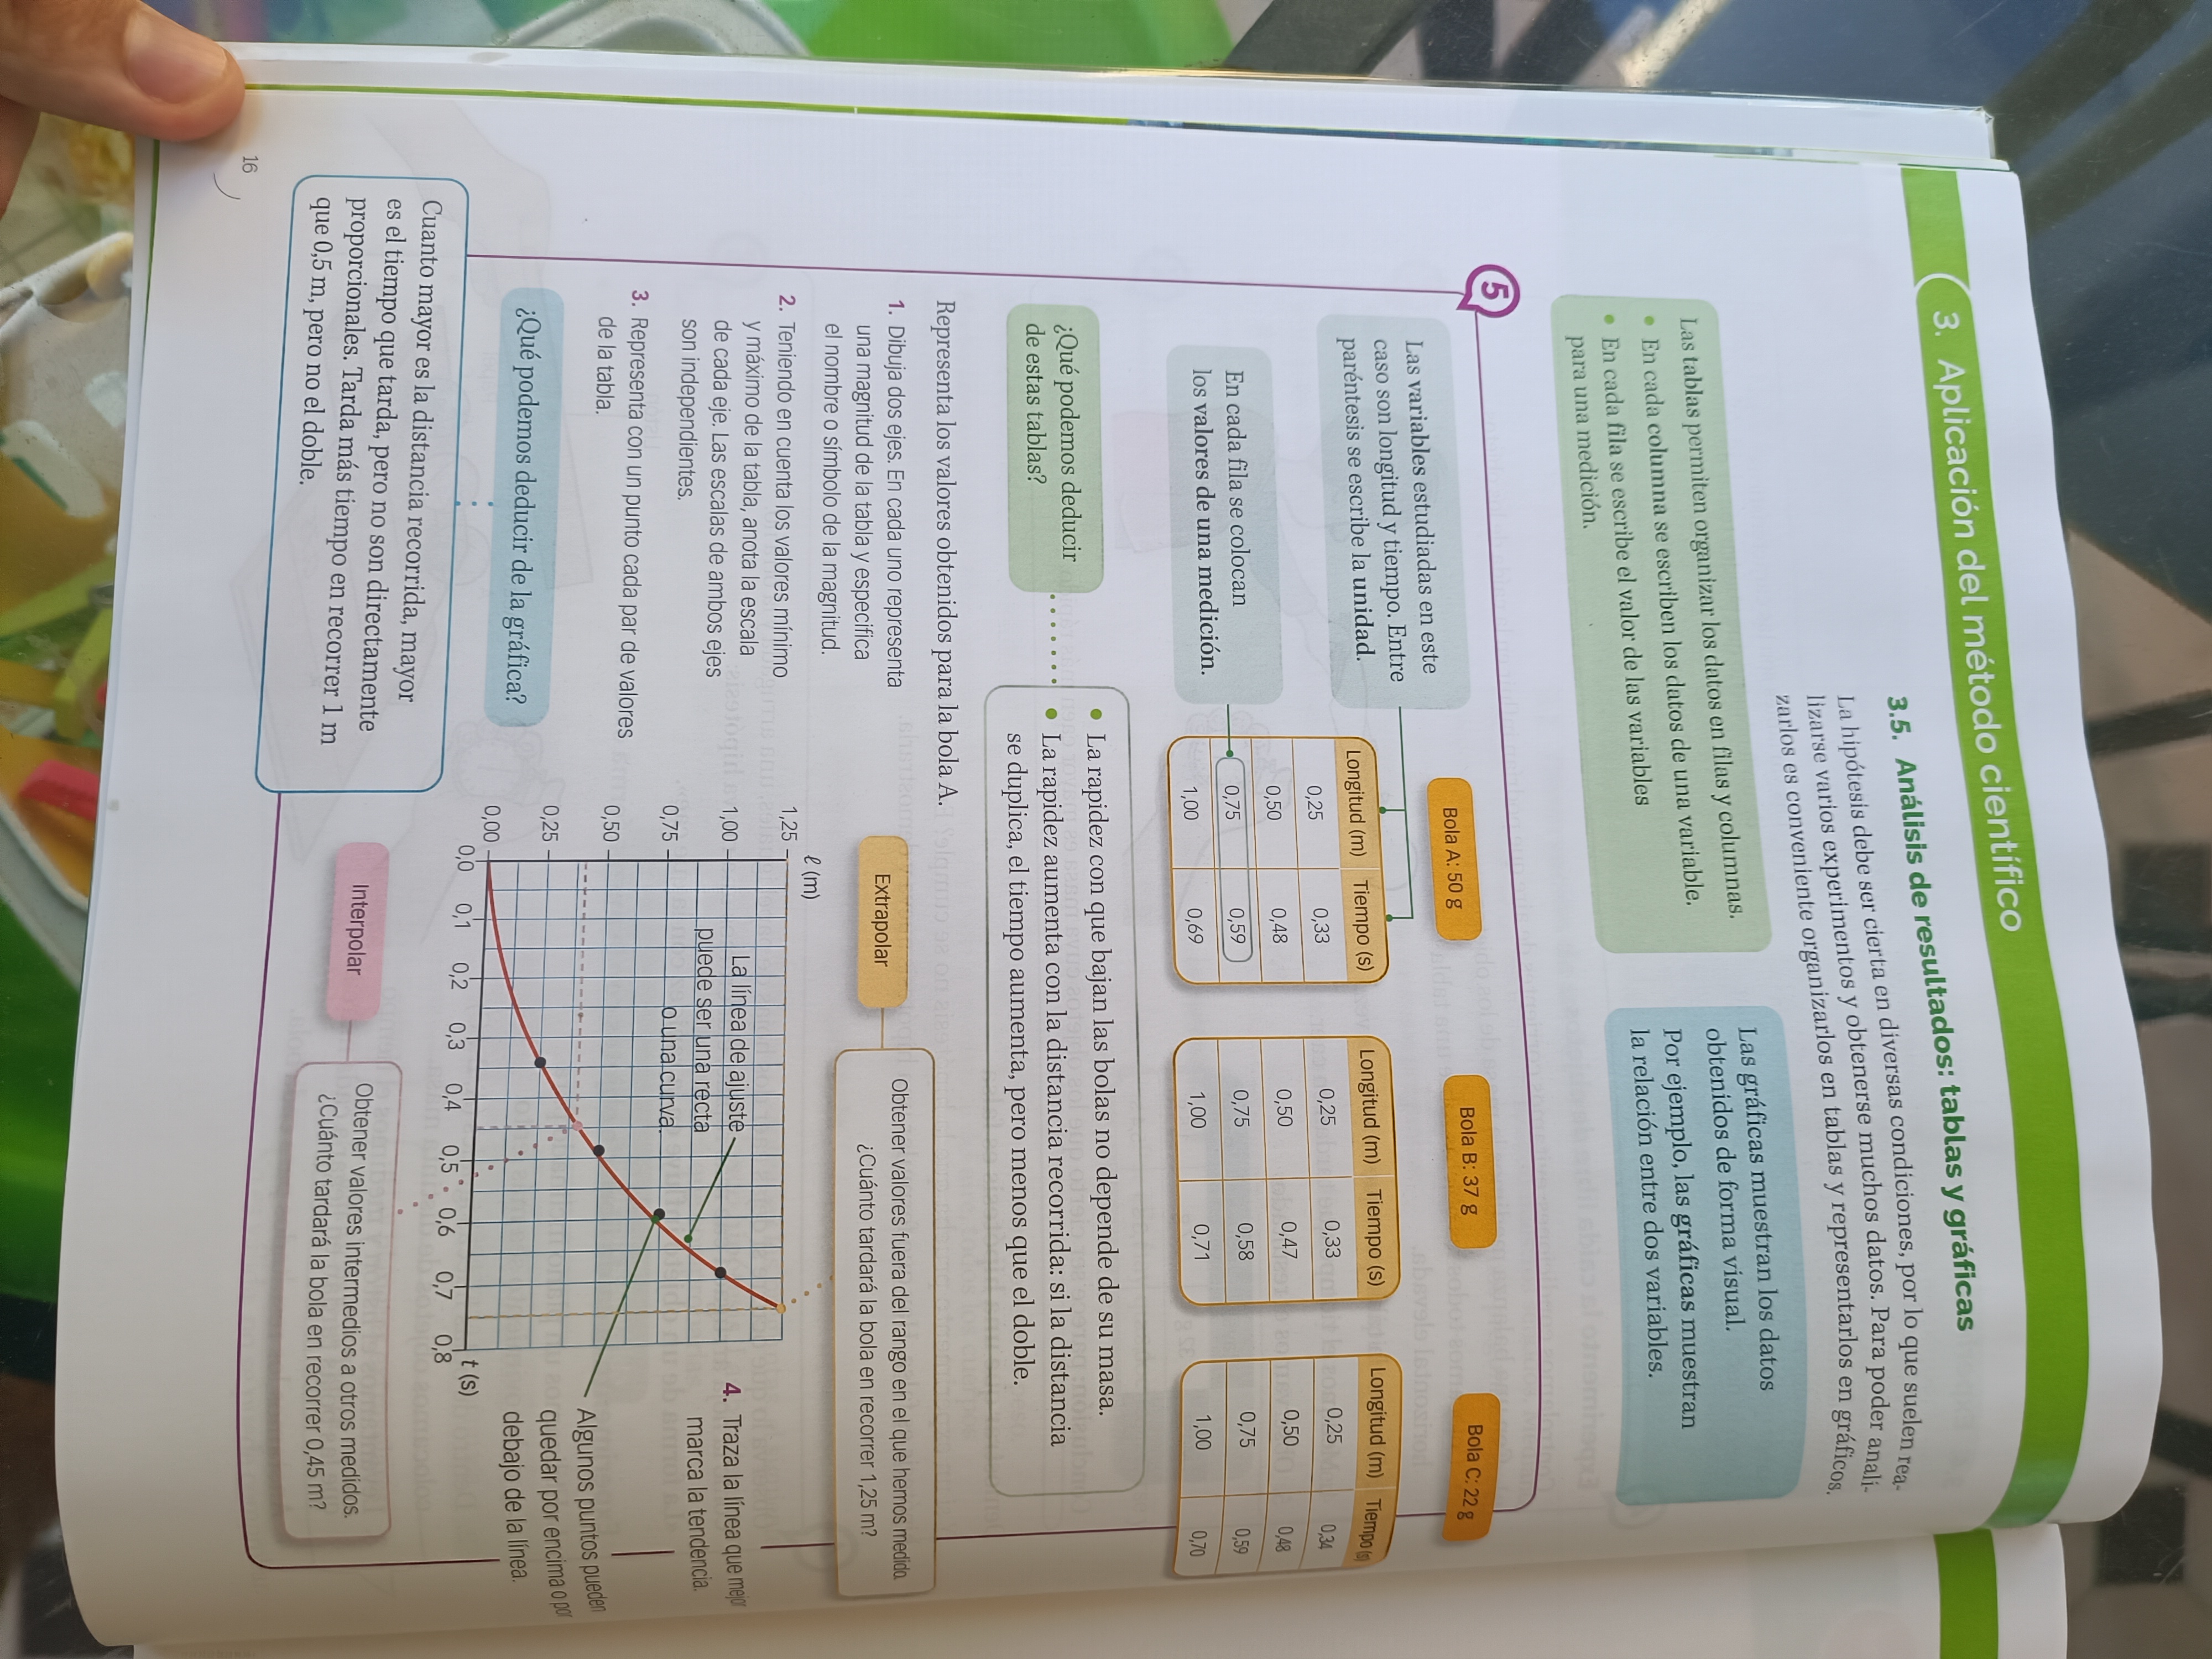 3. Aplicación del método científico
3.5. Análisis de resultados: tablas y gráficas
La hipótesis debe ser cierta en diversas condiciones, por lo que suelen rea-
lizarse varios experimentos y obtenerse muchos datos. Para poder anali-
zarlos es conveniente organizarlos en tablas y representarlos en gráficos.
Las tablas permiten organizar los datos en filas y columnas.
• En cada columna se escriben los datos de una variable.
• En cada fila se escribe el valor de las variables
para una medición.
Las gráficas muestran los datos
obtenidos de forma visual.
Por ejemplo, las gráficas muestran
la relación entre dos variables.
5
Las variables estudiadas en este
caso son longitud y tiempo. Entre
paréntesis se escribe la unidad.
En cada fila se colocan
los valores de una medición.
Bola A: 50 g
Longitud (m) Tiempo (s)
0,25 0,33
0,50 0,48
0,75 0,59
1,00 0,69
Bola B: 37 g
Longitud (m) Tiempo (s)
0,25 0,33
0,50 0,47
0,75 0,58
1,00 0,71
Bola C: 22 g
Longitud (m) Tiempo (s)
0,25 0,34
0,50 0,48
0,75 0,59
1,00 0,70
¿Qué podemos deducir
de estas tablas?
• La rapidez con que bajan las bolas no depende de su masa.
• La rapidez aumenta con la distancia recorrida: si la distancia
se duplica, el tiempo aumenta, pero menos que el doble.
Representa los valores obtenidos para la bola A.
1. Dibuja dos ejes. En cada uno representa
una magnitud de la tabla y especifica
el nombre o símbolo de la magnitud.
2. Teniendo en cuenta los valores mínimo
y máximo de la tabla, anota la escala
de cada eje. Las escalas de ambos ejes
son independientes.
3. Representa con un punto cada par de valores
de la tabla.
¿Qué podemos deducir de la gráfica?
Cuanto mayor es la distancia recorrida, mayor
es el tiempo que tarda, pero no son directamente
proporcionales. Tarda más tiempo en recorrer 1 m
que 0,5 m, pero no el doble.
Extrapolar
Obtener valores fuera del rango en el que hemos medido.
¿Cuánto tardará la bola en recorrer 1,25 m?
ℓ (m)
1,25
1,00
0,75
0,50
0,25
0,00
0,0 0,1 0,2 0,3 0,4 0,5 0,6 0,7 0,8
t (s)
La línea de ajuste
puede ser una recta
o una curva.
4. Traza la línea que mejor
marca la tendencia.
Algunos puntos pueden
quedar por encima o por
debajo de la línea.
Interpolar
Obtener valores intermedios a otros medidos.
¿Cuánto tardará la bola en recorrer 0,45 m?
16